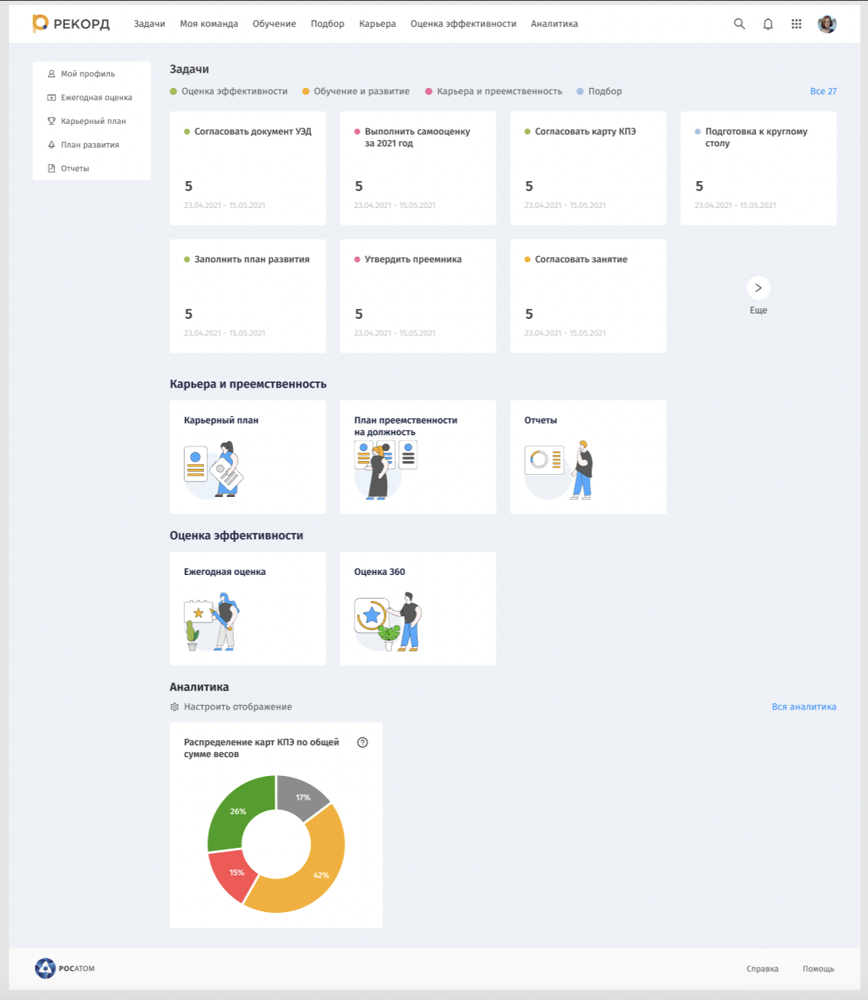 РЕКОРД
Задачи Моя команда Обучение Подбор Карьера Оценка эффективности Аналитика
Мой профиль
Ежегодная оценка
Карьерный план
План развития
Отчеты
Задачи
Оценка эффективности Обучение и развитие Карьера и преемственность Подбор Все 27
Согласовать документ УЭД
5
23.04.2021 - 15.05.2021
Выполнить самооценку
за 2021 год
5
23.04.2021 - 15.05.2021
Согласовать карту КПЭ
5
23.04.2021 - 15.05.2021
Подготовка к круглому
столу
5
23.04.2021 - 15.05.2021
Заполнить план развития
5
23.04.2021 - 15.05.2021
Утвердить преемника
5
23.04.2021 - 15.05.2021
Согласовать занятие
5
23.04.2021 - 15.05.2021
Еще
Карьера и преемственность
Карьерный план
План преемственности
на должность
Отчеты
Оценка эффективности
Ежегодная оценка
Оценка 360
Аналитика
Настроить отображение Вся аналитика
Распределение карт КПЭ по общей
сумме весов
?
17%
26%
15%
42%
РОСАТОМ
Справка Помощь